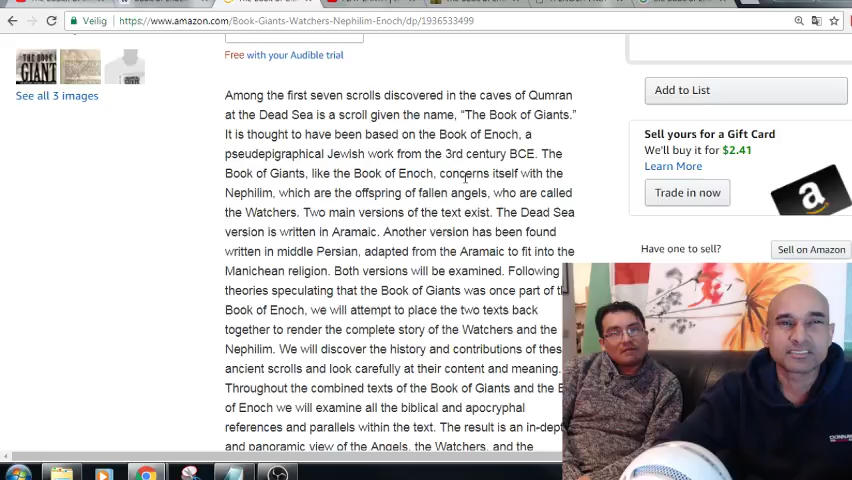 Veilig
https://www.amazon.com/Book-Giants-Watchers-Nephilim-Enoch/dp/1936533499
THE BOOK
GIANT
See all 3 images
Free with your Audible trial
Among the first seven scrolls discovered in the caves of Qumran
at the Dead Sea is a scroll given the name, “The Book of Giants.”
It is thought to have been based on the Book of Enoch, a
pseudepigraphical Jewish work from the 3rd century BCE. The
Book of Giants, like the Book of Enoch, concerns itself with the
Nephilim, which are the offspring of fallen angels, who are called
the Watchers. Two main versions of the text exist. The Dead Sea
version is written in Aramaic. Another version has been found
written in middle Persian, adapted from the Aramaic to fit into the
Manichean religion. Both versions will be examined. Following
theories speculating that the Book of Giants was once part of t
Book of Enoch, we will attempt to place the two texts back
together to render the complete story of the Watchers and the
Nephilim. We will discover the history and contributions of thes
ancient scrolls and look carefully at their content and meaning.
Throughout the combined texts of the Book of Giants and the B
of Enoch we will examine all the biblical and apocryphal
references and parallels within the text. The result is an in-dept
and panoramic view of the Angels, the Watchers, and the
Add to List
Sell yours for a Gift Card
We'll buy it for $2.41
Learn More
Trade in now
Have one to sell?
Sell on Amazon